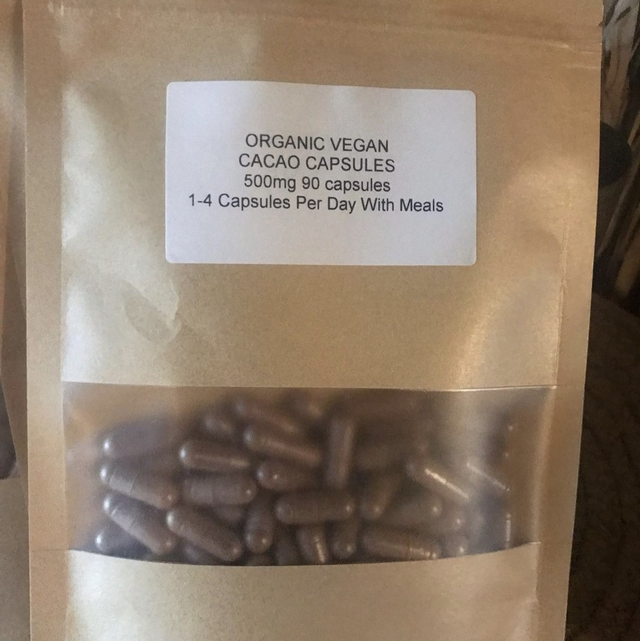 ORGANIC VEGAN
CACAO CAPSULES
500mg 90 capsules
1-4 Capsules Per Day With Meals